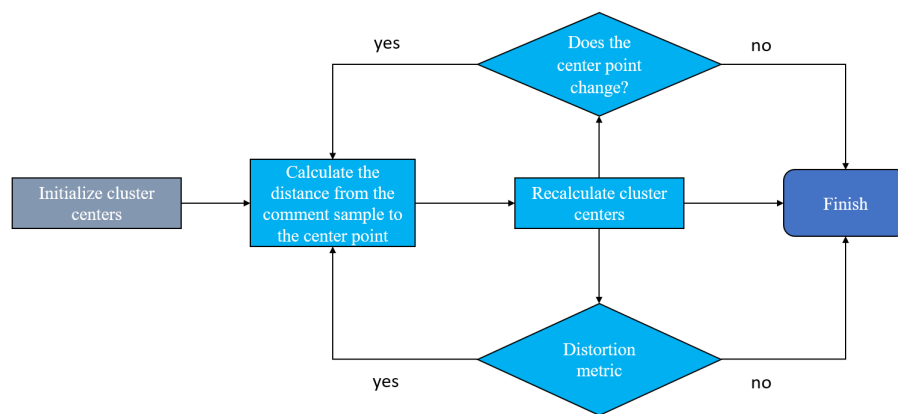 yes
Does the
center point
change?
no
Initialize cluster
centers
Calculate the
distance from the
comment sample to
the center point
Recalculate cluster
centers
Finish
yes
Distortion
metric
no